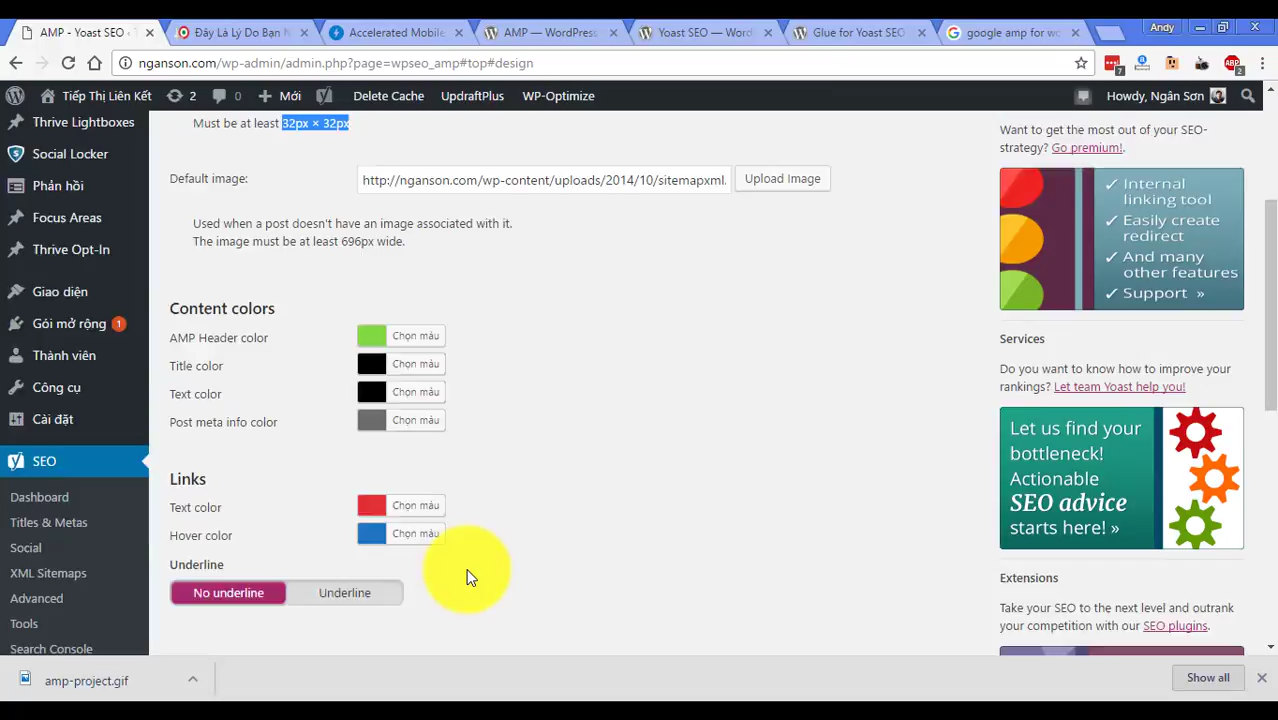 AMP - Yoast SEO -
Đây Là Lý Do Bạn
Accelerated Mobile
AMP — WordPress
Yoast SEO — Word
Glue for Yoast SEO
google amp for wo
Andy
nganson.com/wp-admin/admin.php?page=wpseo_amp#top#design
7
2
Tiếp Thị Liên Kết
2
0
Mới
Delete Cache
UpdraftPlus
WP-Optimize
Howdy, Ngân Sơn
Thrive Lightboxes
Social Locker
Phản hồi
Focus Areas
Thrive Opt-In
Giao diện
Gói mở rộng 1
Thành viên
Công cụ
Cài đặt
SEO
Dashboard
Titles & Metas
Social
XML Sitemaps
Advanced
Tools
Search Console
Must be at least 32px × 32px
Default image:
http://nganson.com/wp-content/uploads/2014/10/sitemapxml.
Upload Image
Used when a post doesn't have an image associated with it.
The image must be at least 696px wide.
Content colors
AMP Header color
Chọn màu
Title color
Chọn màu
Text color
Chọn màu
Post meta info color
Chọn màu
Links
Text color
Chọn màu
Hover color
Chọn màu
Underline
No underline
Underline
Want to get the most out of your SEO-
strategy? Go premium!.
✓ Internal
linking tool
✓ Easily create
redirect
✓ And many
other features
✓ Support »
Services
Do you want to know how to improve your
rankings? Let team Yoast help you!
Let us find your
bottleneck!
Actionable
SEO advice
starts here! »
Extensions
Take your SEO to the next level and outrank
your competition with our SEO plugins.
amp-project.gif
Show all